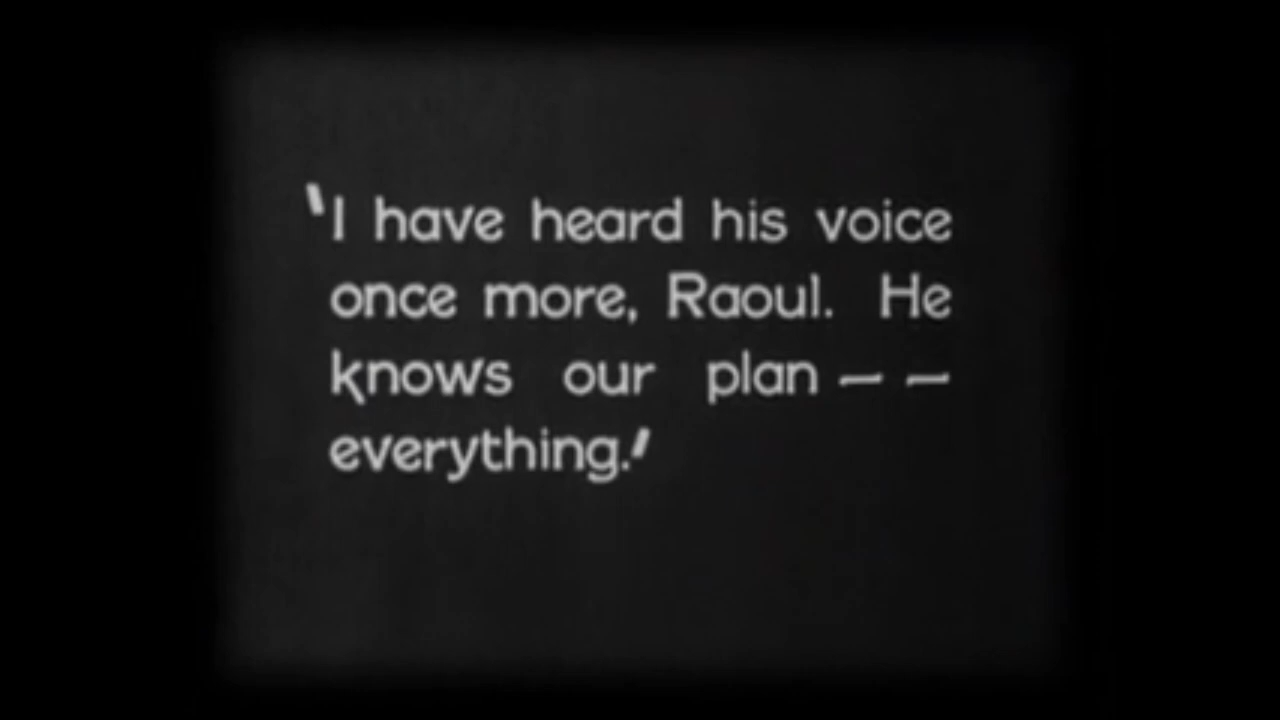 'I have heard his voice
once more, Raoul. He
knows our plan — —
everything.'